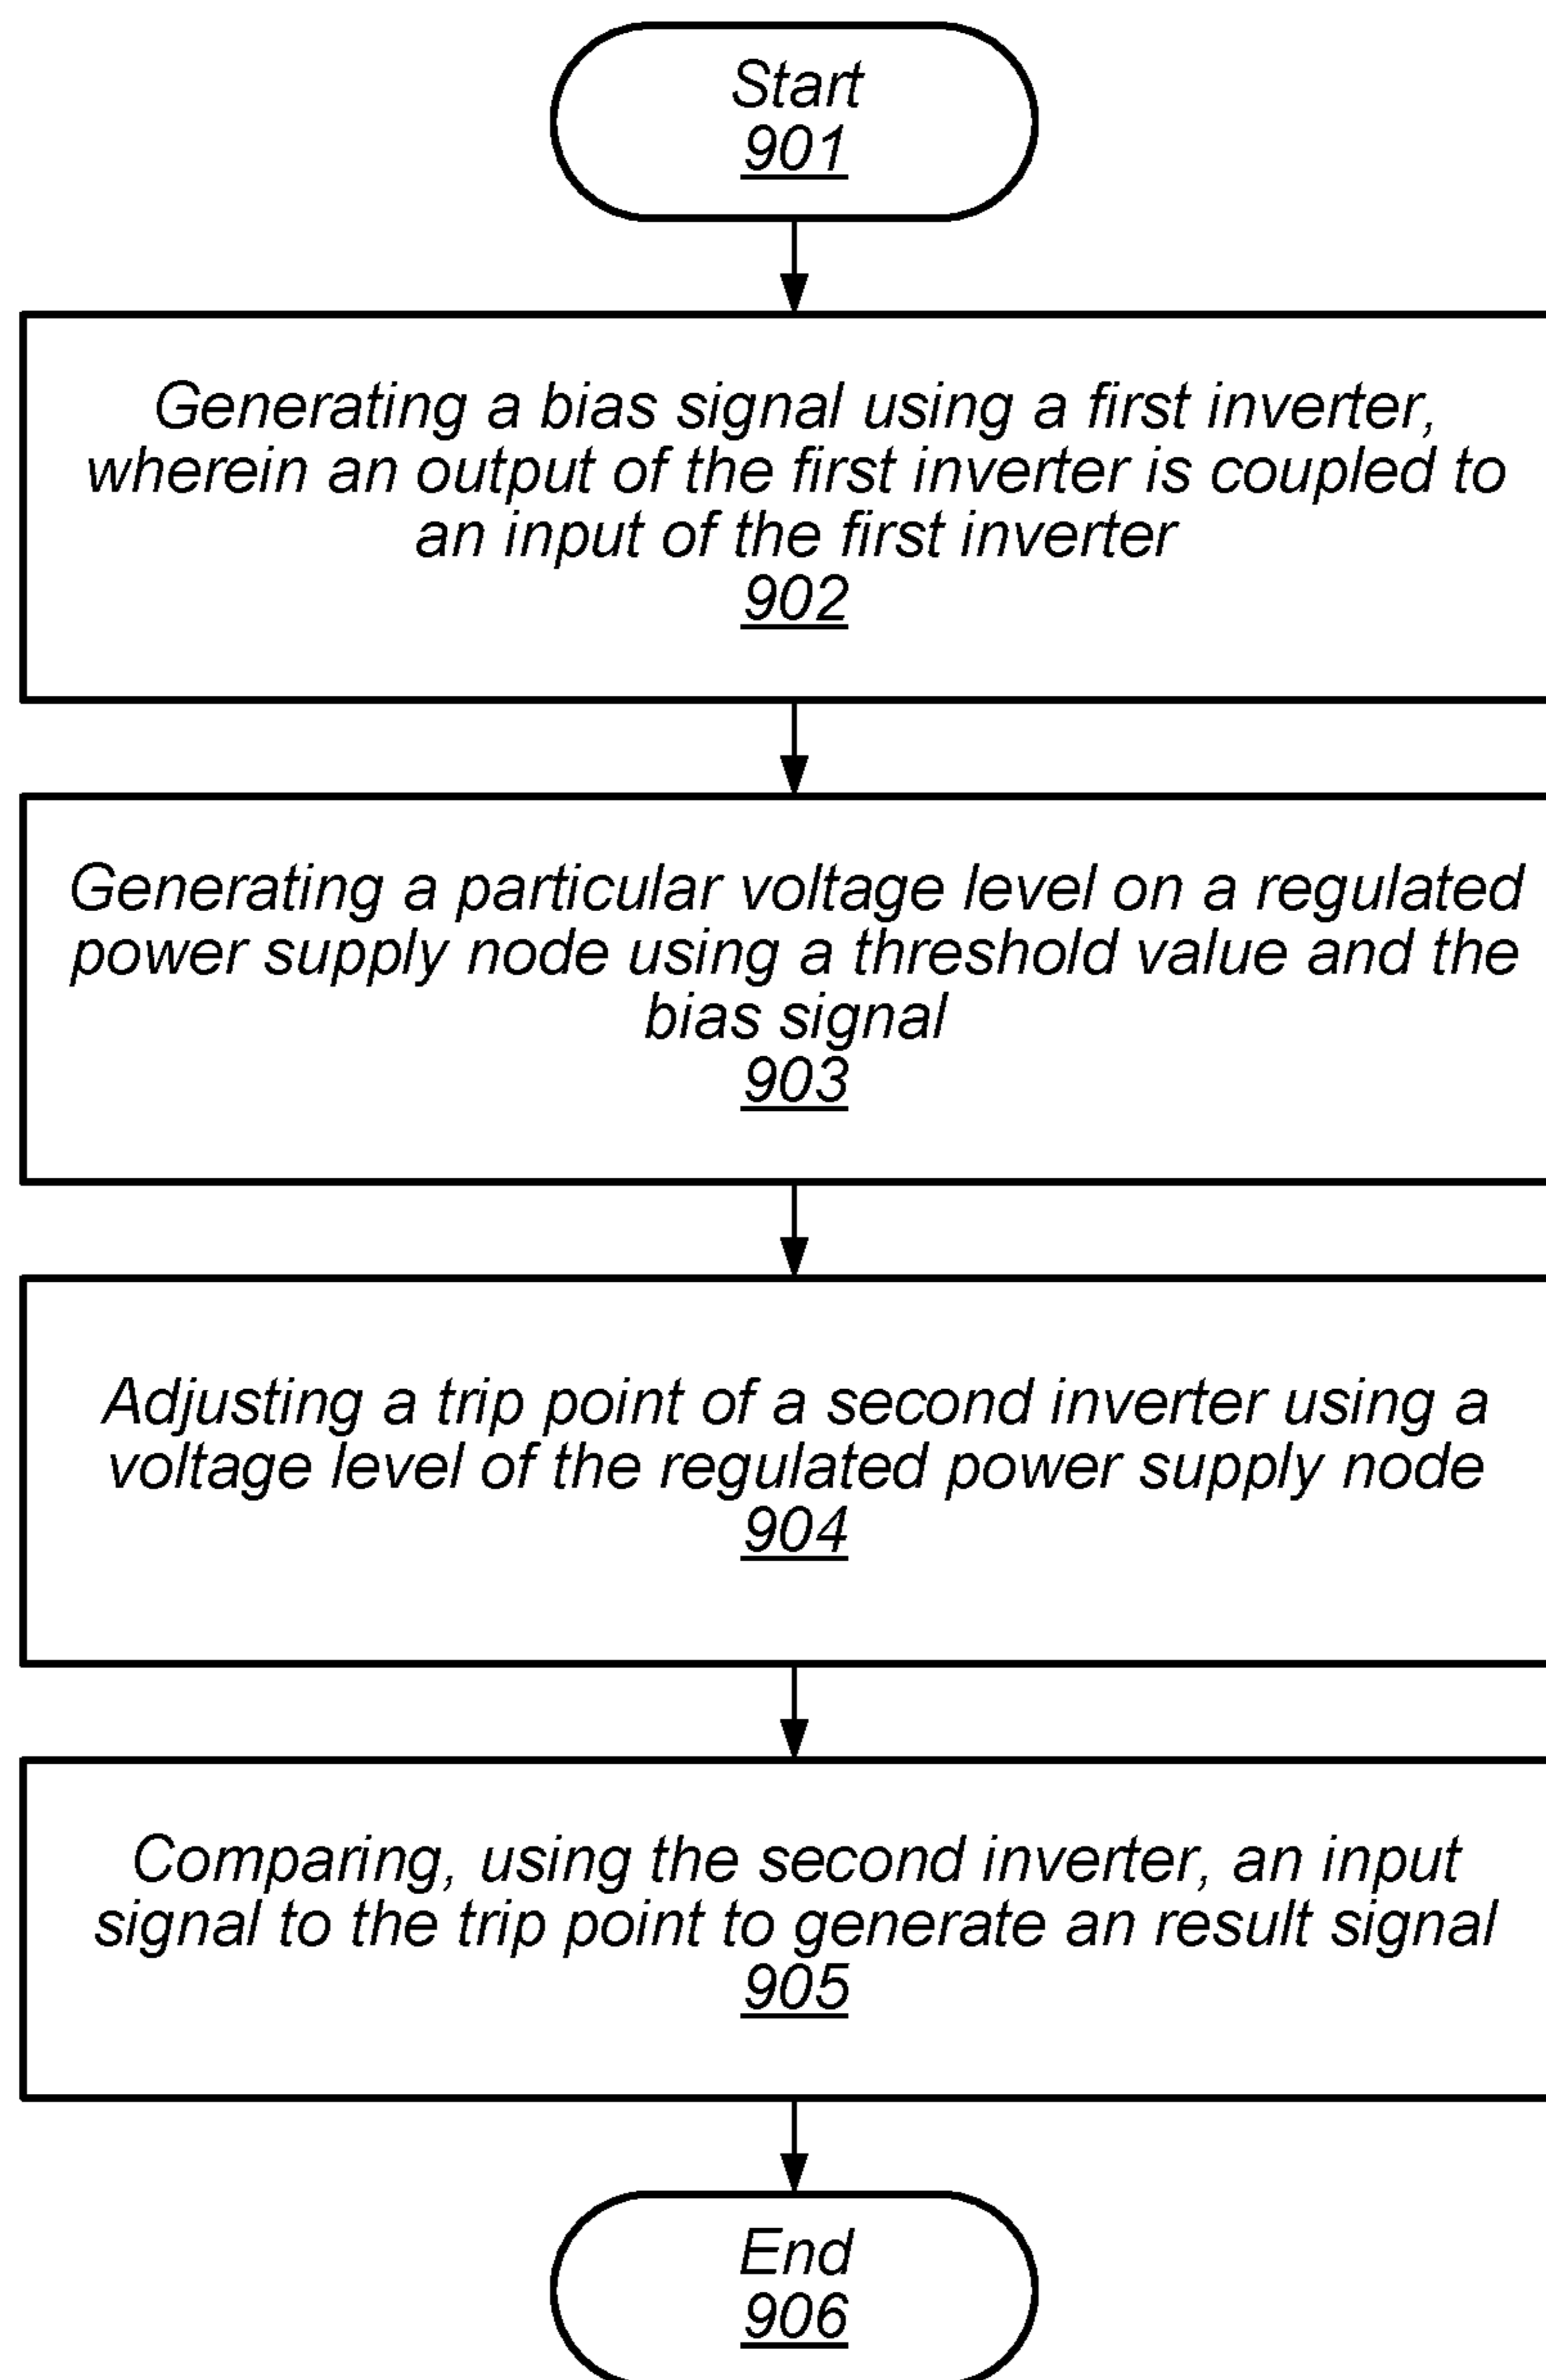 Start
901
Generating a bias signal using a first inverter,
wherein an output of the first inverter is coupled to
an input of the first inverter
902
Generating a particular voltage level on a regulated
power supply node using a threshold value and the
bias signal
903
Adjusting a trip point of a second inverter using a
voltage level of the regulated power supply node
904
Comparing, using the second inverter, an input
signal to the trip point to generate an result signal
905
End
906